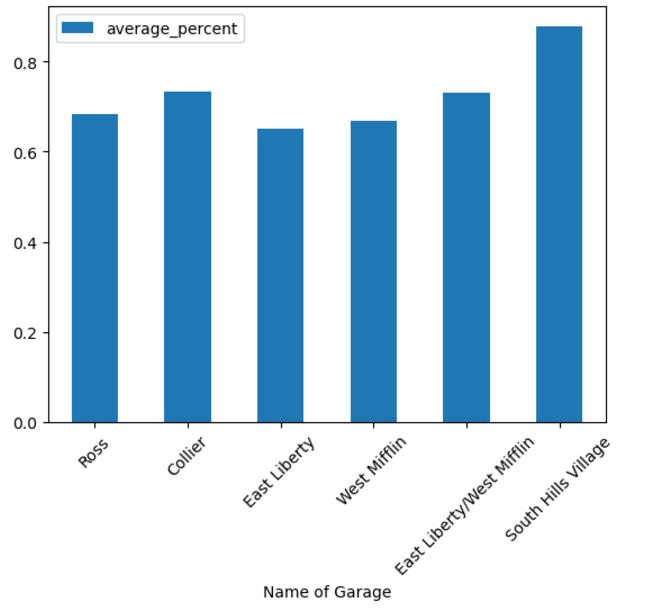 average_percent
0.8
0.6
0.4
0.2
0.0
Ross
Collier
East Liberty
West Mifflin
East Liberty/West Mifflin
South Hills Village
Name of Garage